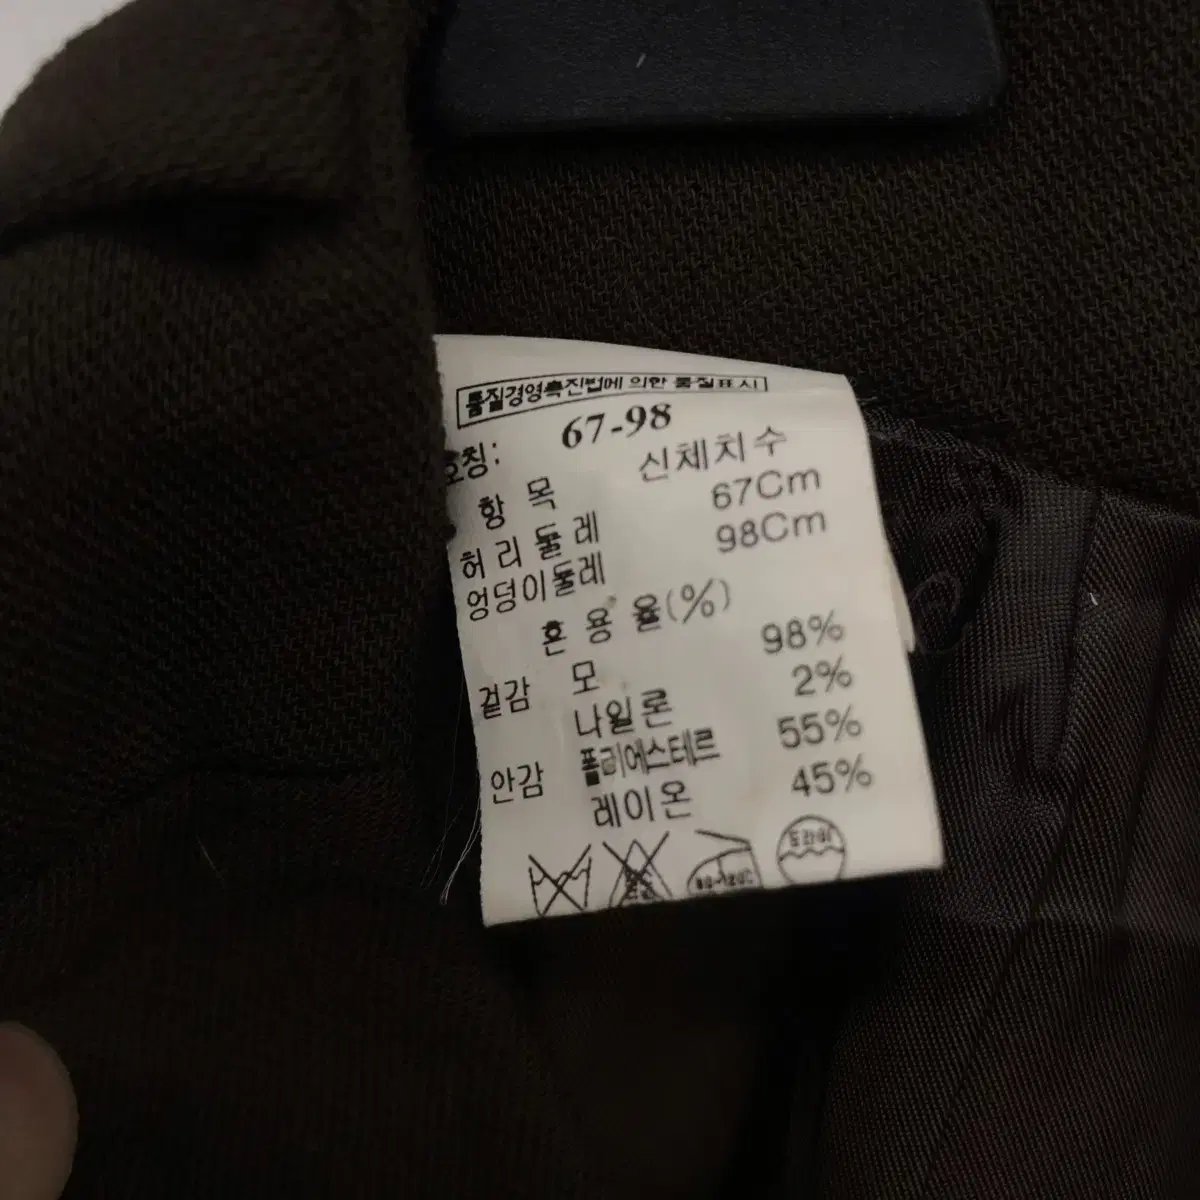 품질경영촉진법에 의한 품질표시
호칭: 67-98
항 목 신체치수
허리둘레 67Cm
엉덩이둘레 98Cm
혼 용 율(%)
겉감 모 98%
나일론 2%
안감 폴리에스테르 55%
레이온 45%
드라이